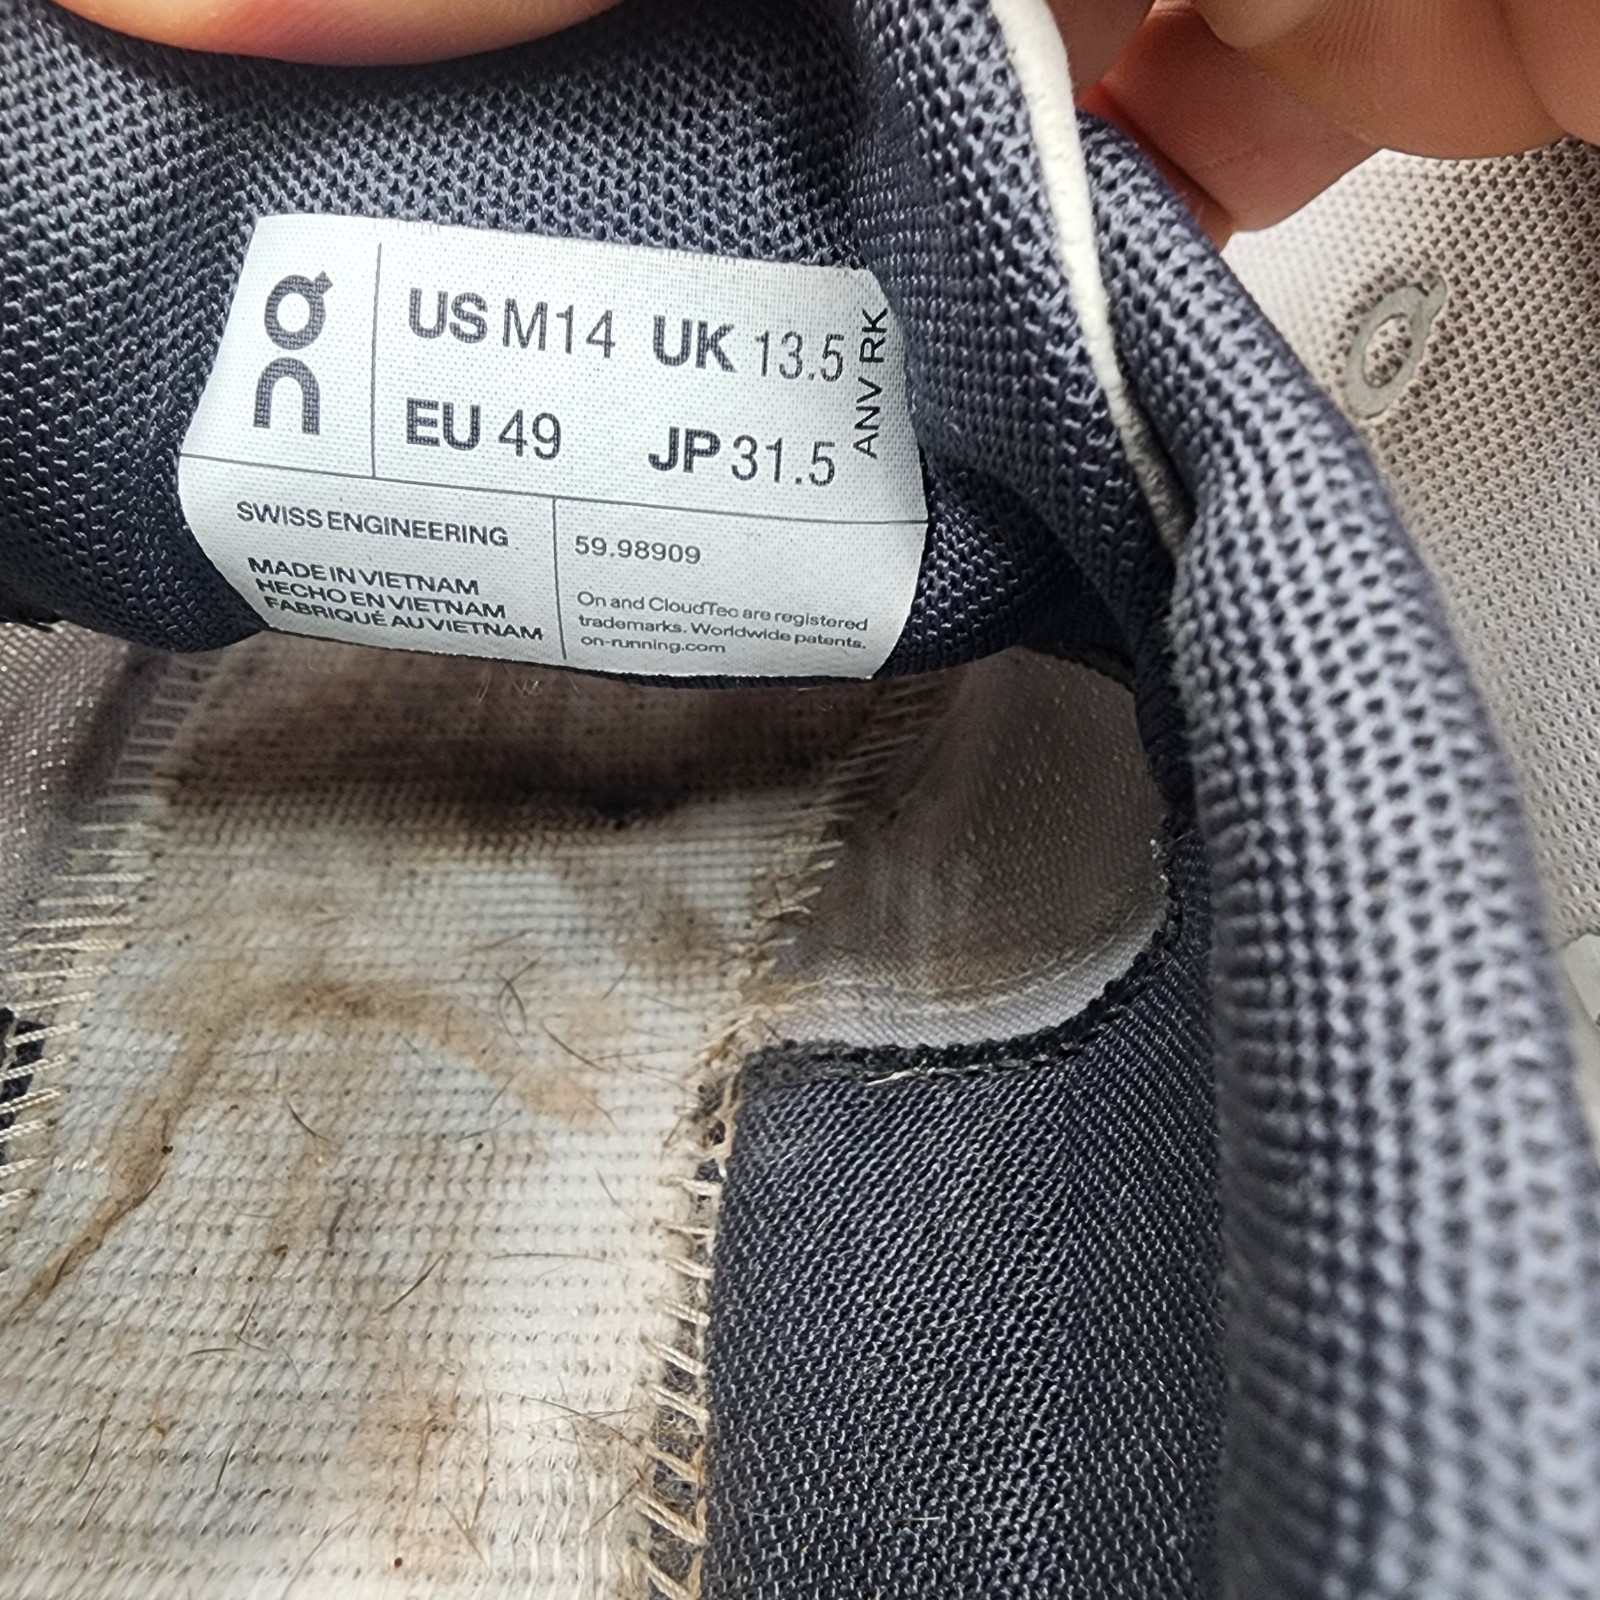 On
US M14 UK 13.5
EU 49 JP 31.5
ANV RK
SWISS ENGINEERING
MADE IN VIETNAM
HECHO EN VIETNAM
FABRIQUÉ AU VIETNAM
59.98909
On and CloudTec are registered
trademarks. Worldwide patents.
on-running.com